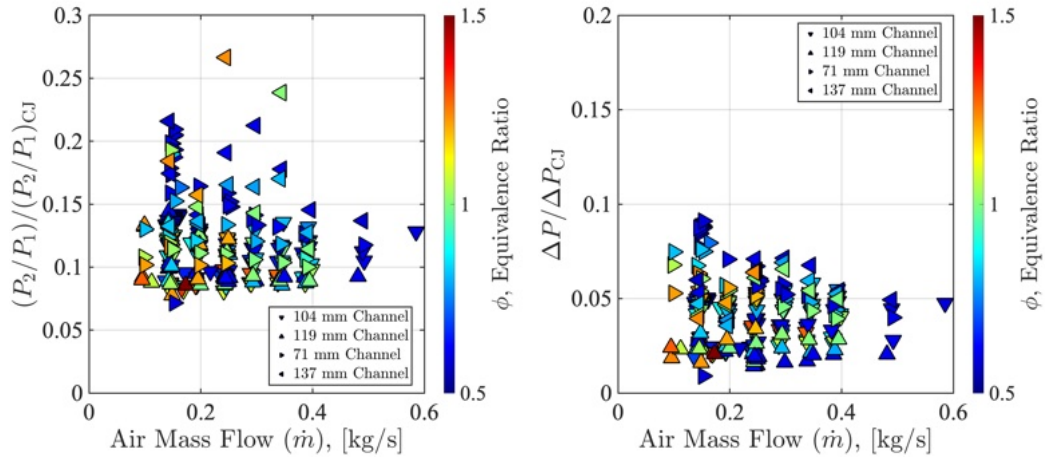 0.3
0.25
0.2
0.15
0.1
0.05
0
(P₂/P₁)/(P₂/P₁)CJ
0 0.2 0.4 0.6
Air Mass Flow (ṁ), [kg/s]
104 mm Channel
119 mm Channel
71 mm Channel
137 mm Channel
1.5
1
0.5
ϕ, Equivalence Ratio
0.2
0.1
0.05
0
ΔP/ΔP_CJ
0 0.2 0.4 0.6
Air Mass Flow (ṁ), [kg/s]
104 mm Channel
119 mm Channel
71 mm Channel
137 mm Channel
1.5
1
0.5
ϕ, Equivalence Ratio